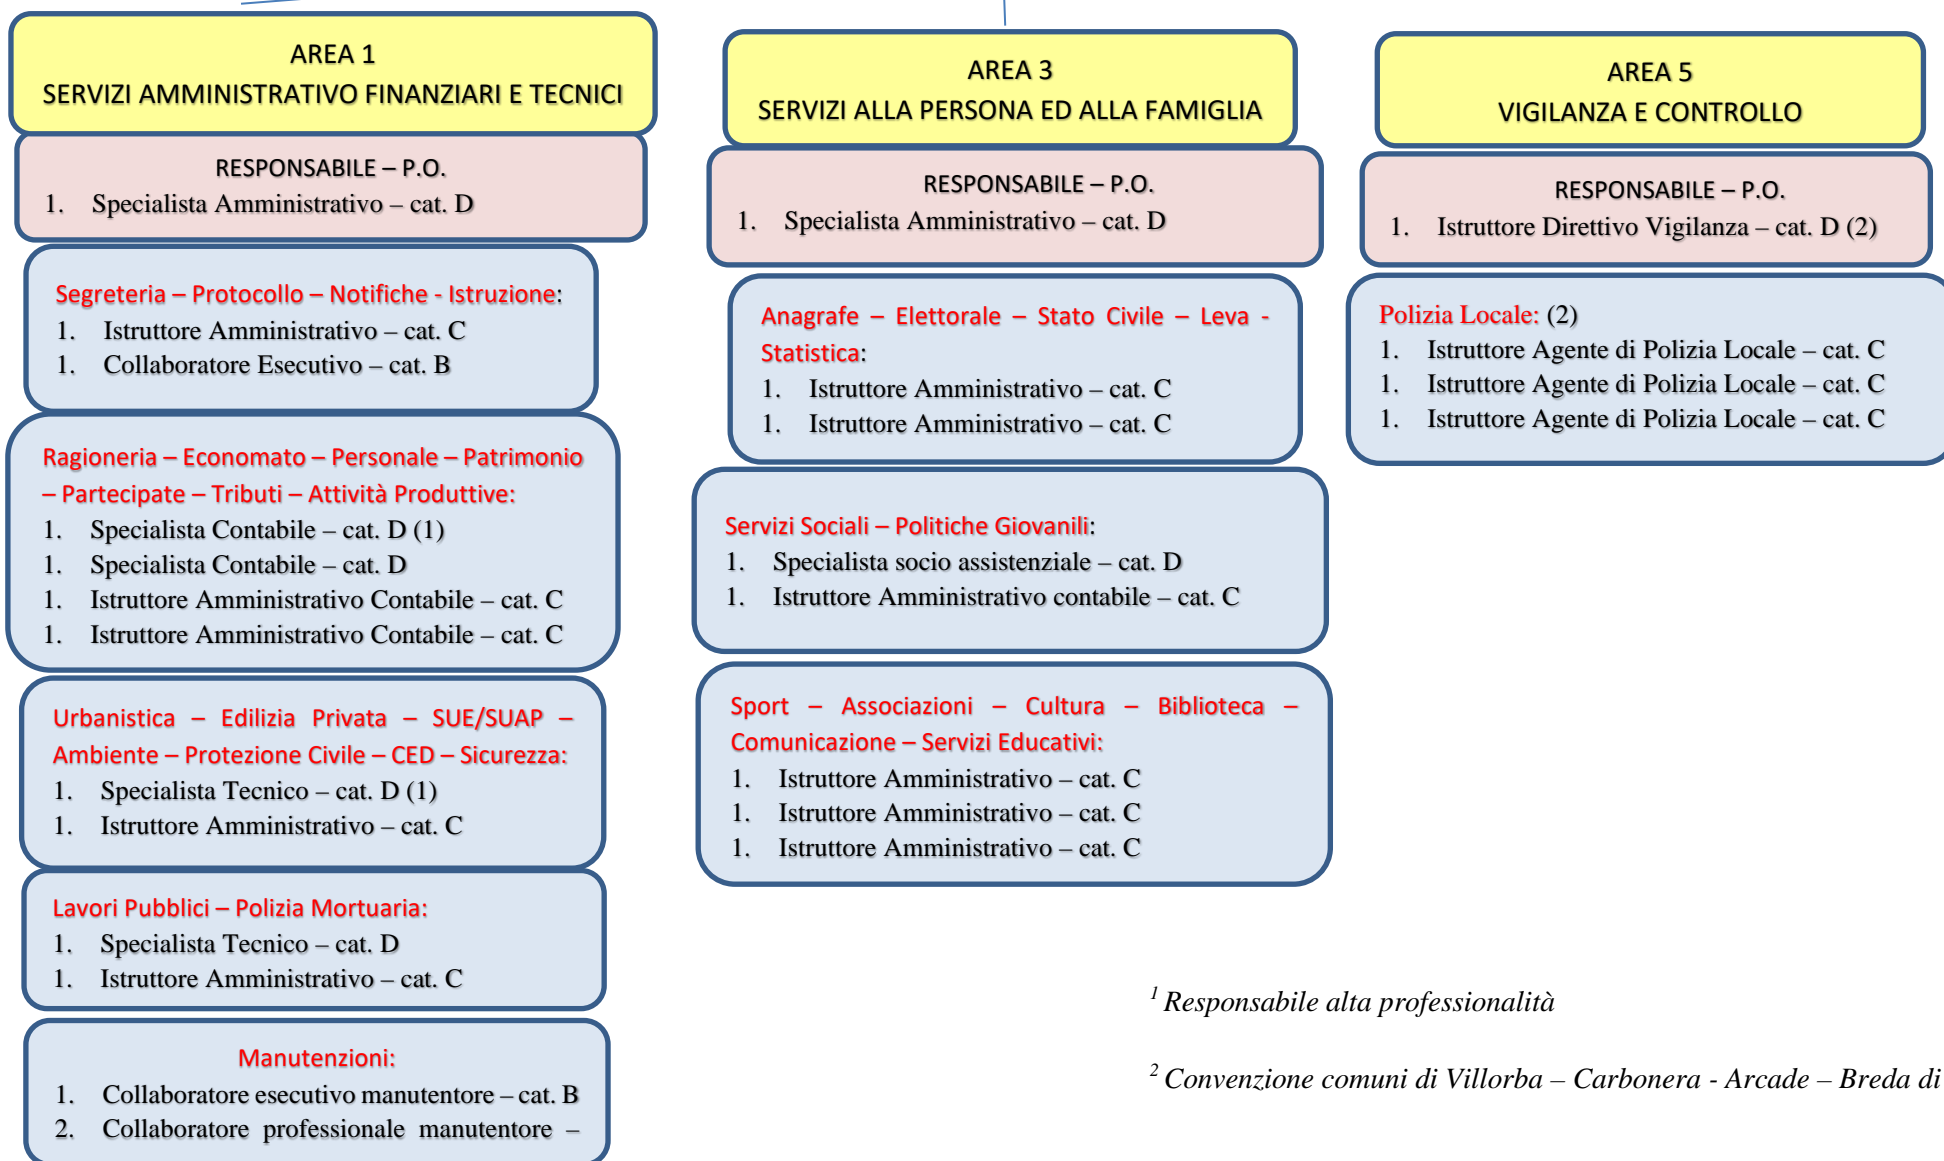 AREA 1
SERVIZI AMMINISTRATIVO FINANZIARI E TECNICI
RESPONSABILE – P.O.
1. Specialista Amministrativo – cat. D
Segreteria – Protocollo – Notifiche - Istruzione:
1. Istruttore Amministrativo – cat. C
1. Collaboratore Esecutivo – cat. B
Ragioneria – Economato – Personale – Patrimonio
– Partecipate – Tributi – Attività Produttive:
1. Specialista Contabile – cat. D (1)
1. Specialista Contabile – cat. D
1. Istruttore Amministrativo Contabile – cat. C
1. Istruttore Amministrativo Contabile – cat. C
Urbanistica – Edilizia Privata – SUE/SUAP –
Ambiente – Protezione Civile – CED – Sicurezza:
1. Specialista Tecnico – cat. D (1)
1. Istruttore Amministrativo – cat. C
Lavori Pubblici – Polizia Mortuaria:
1. Specialista Tecnico – cat. D
1. Istruttore Amministrativo – cat. C
Manutenzioni:
1. Collaboratore esecutivo manutentore – cat. B
2. Collaboratore professionale manutentore –
AREA 3
SERVIZI ALLA PERSONA ED ALLA FAMIGLIA
RESPONSABILE – P.O.
1. Specialista Amministrativo – cat. D
Anagrafe – Elettorale – Stato Civile – Leva -
Statistica:
1. Istruttore Amministrativo – cat. C
1. Istruttore Amministrativo – cat. C
Servizi Sociali – Politiche Giovanili:
1. Specialista socio assistenziale – cat. D
1. Istruttore Amministrativo contabile – cat. C
Sport – Associazioni – Cultura – Biblioteca –
Comunicazione – Servizi Educativi:
1. Istruttore Amministrativo – cat. C
1. Istruttore Amministrativo – cat. C
1. Istruttore Amministrativo – cat. C
AREA 5
VIGILANZA E CONTROLLO
RESPONSABILE – P.O.
1. Istruttore Direttivo Vigilanza – cat. D (2)
Polizia Locale: (2)
1. Istruttore Agente di Polizia Locale – cat. C
1. Istruttore Agente di Polizia Locale – cat. C
1. Istruttore Agente di Polizia Locale – cat. C
1 Responsabile alta professionalità
2 Convenzione comuni di Villorba – Carbonera - Arcade – Breda di